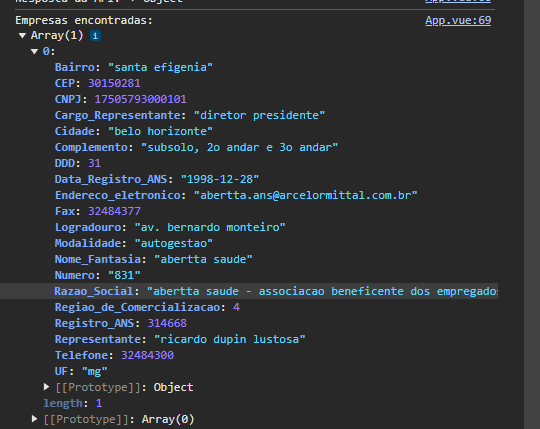 Resposta da API: ▸ Object App.vue:68
Empresas encontradas: App.vue:69
▼ Array(1) i
▼ 0:
Bairro: "santa efigenia"
CEP: 30150281
CNPJ: 17505793000101
Cargo_Representante: "diretor presidente"
Cidade: "belo horizonte"
Complemento: "subsolo, 2o andar e 3o andar"
DDD: 31
Data_Registro_ANS: "1998-12-28"
Endereco_eletronico: "abertta.ans@arcelormittal.com.br"
Fax: 32484377
Logradouro: "av. bernardo monteiro"
Modalidade: "autogestao"
Nome_Fantasia: "abertta saude"
Numero: "831"
Razao_Social: "abertta saude - associacao beneficente dos empregado
Regiao_de_Comercializacao: 4
Registro_ANS: 314668
Representante: "ricardo dupin lustosa"
Telefone: 32484300
UF: "mg"
▶ [[Prototype]]: Object
length: 1
▶ [[Prototype]]: Array(0)